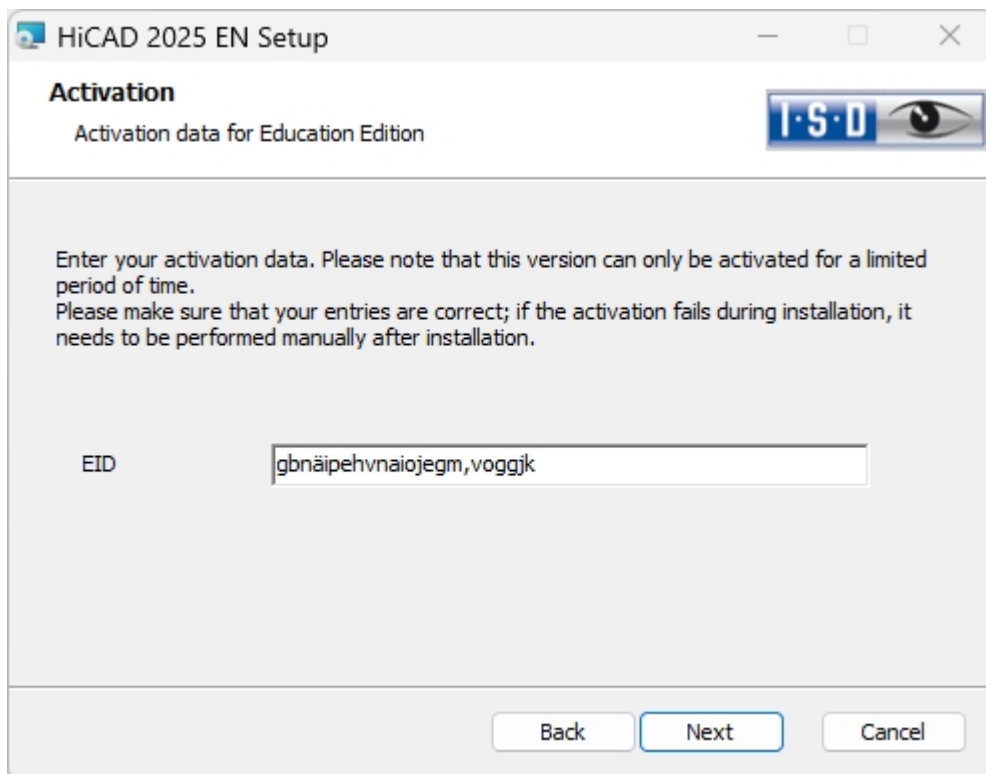 HiCAD 2025 EN Setup
Activation
Activation data for Education Edition
I·S·D
Enter your activation data. Please note that this version can only be activated for a limited
period of time.
Please make sure that your entries are correct; if the activation fails during installation, it
needs to be performed manually after installation.
EID gbnäipehvnaiojegm,voggjk
Back Next Cancel